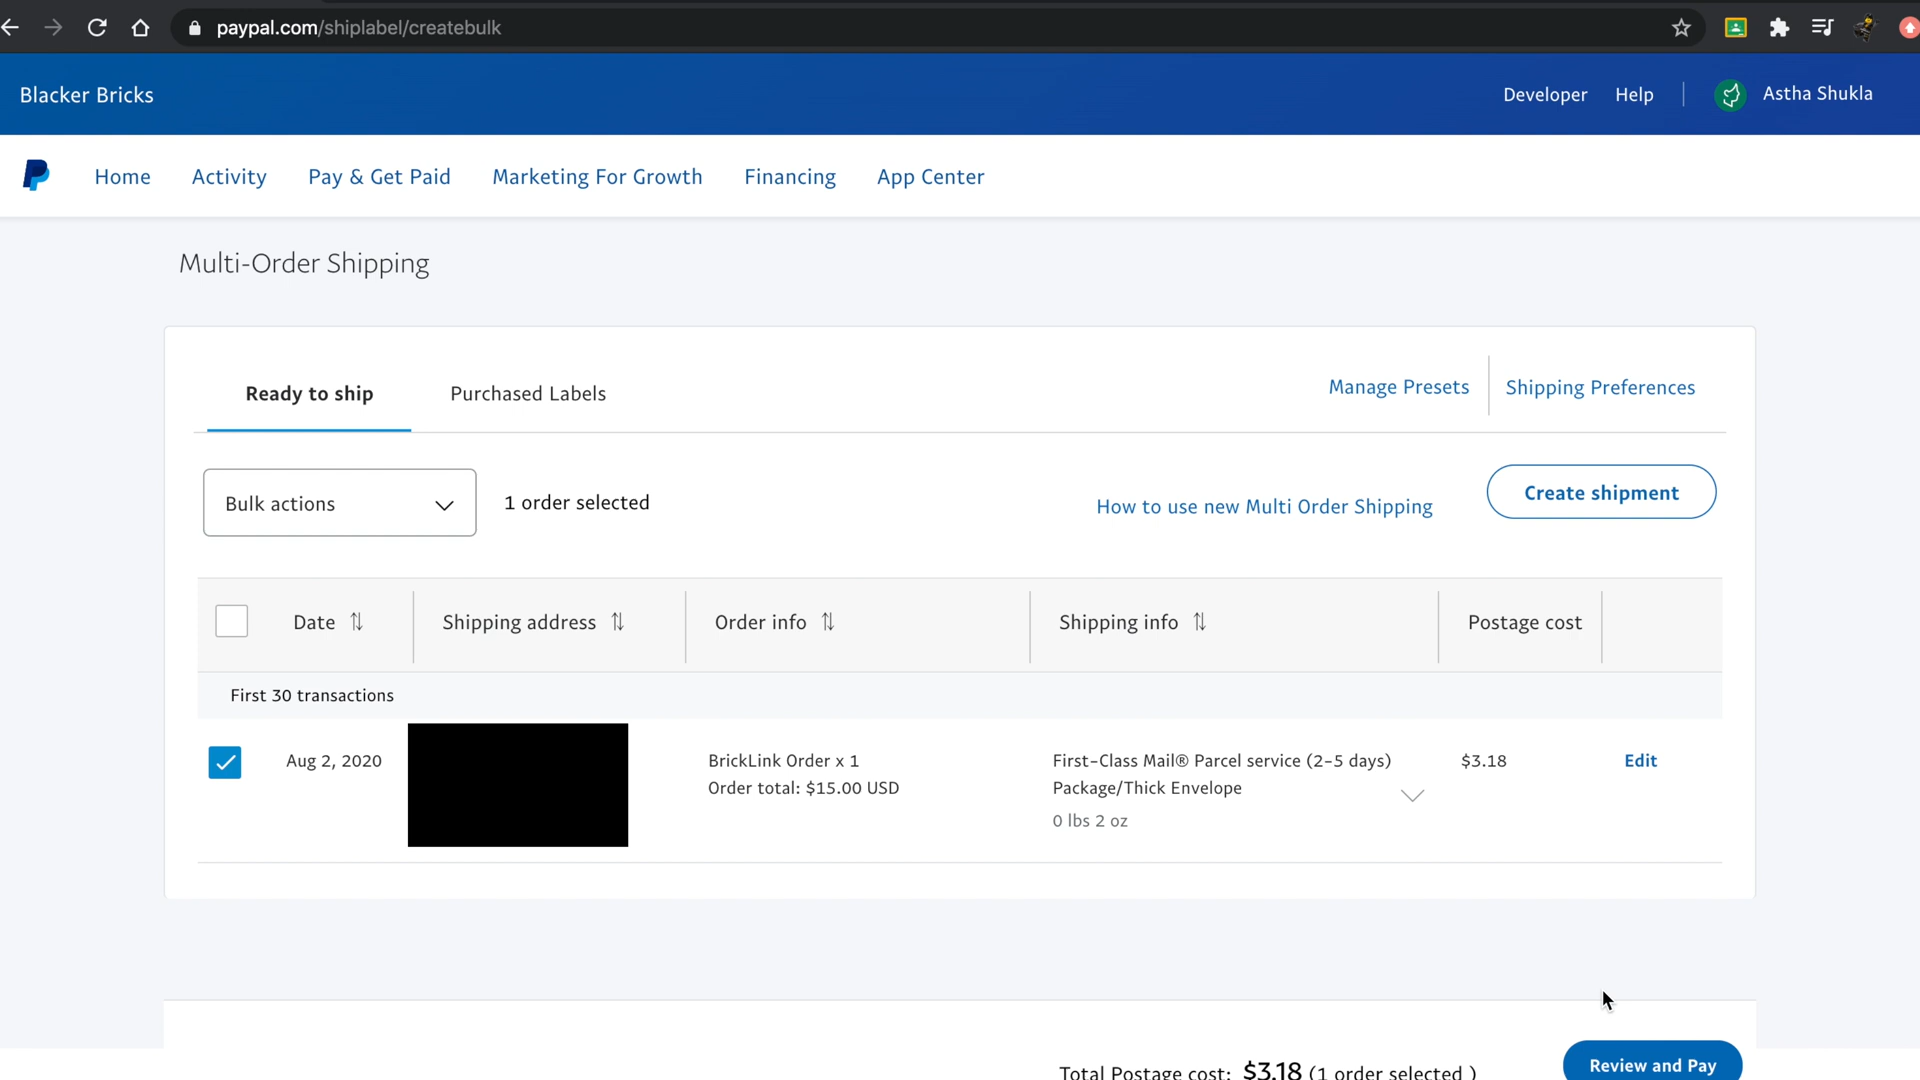 paypal.com/shiplabel/createbulk
Blacker Bricks
Developer
Help
Astha Shukla
Home
Activity
Pay & Get Paid
Marketing For Growth
Financing
App Center
Multi-Order Shipping
Ready to ship
Purchased Labels
Manage Presets
Shipping Preferences
Bulk actions
1 order selected
How to use new Multi Order Shipping
Create shipment
Date
Shipping address
Order info
Shipping info
Postage cost
First 30 transactions
Aug 2, 2020
BrickLink Order x 1
Order total: $15.00 USD
First-Class Mail® Parcel service (2-5 days)
Package/Thick Envelope
0 lbs 2 oz
$3.18
Edit
Total Postage cost: $3.18 (1 order selected )
Review and Pay